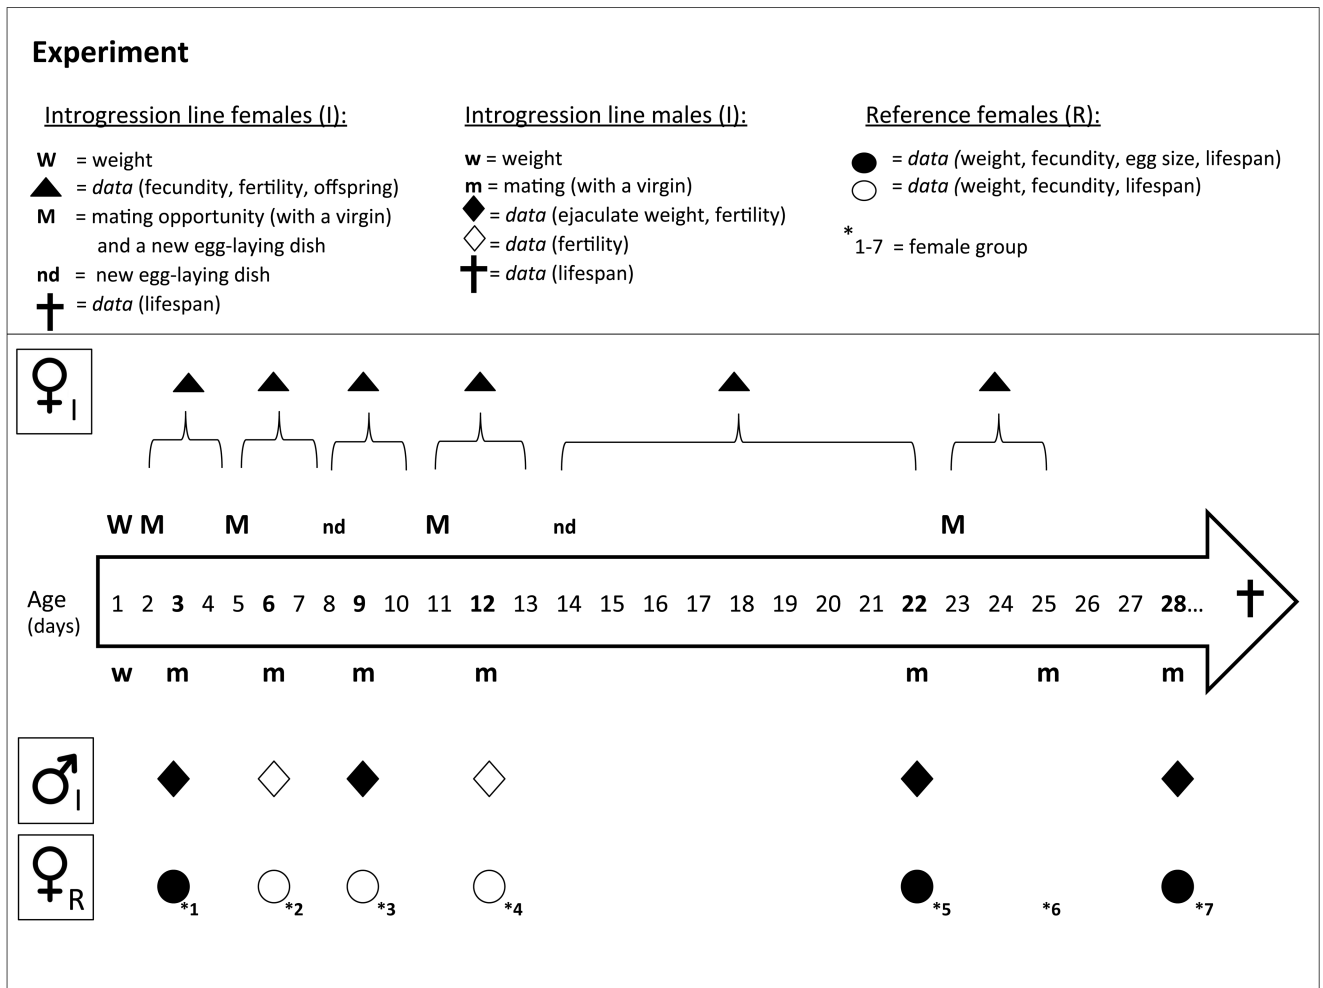 Experiment
Introgression line females (I):
W = weight
▲ = data (fecundity, fertility, offspring)
M = mating opportunity (with a virgin)
and a new egg-laying dish
nd = new egg-laying dish
† = data (lifespan)
Introgression line males (I):
w = weight
m = mating (with a virgin)
◆ = data (ejaculate weight, fertility)
◇ = data (fertility)
† = data (lifespan)
Reference females (R):
● = data (weight, fecundity, egg size, lifespan)
○ = data (weight, fecundity, lifespan)
*1-7 = female group
♀I
W M M nd M nd M
Age
(days)
1 2 3 4 5 6 7 8 9 10 11 12 13 14 15 16 17 18 19 20 21 22 23 24 25 26 27 28... †
w m m m m m m m
♂I
♀R
*1 *2 *3 *4 *5 *6 *7